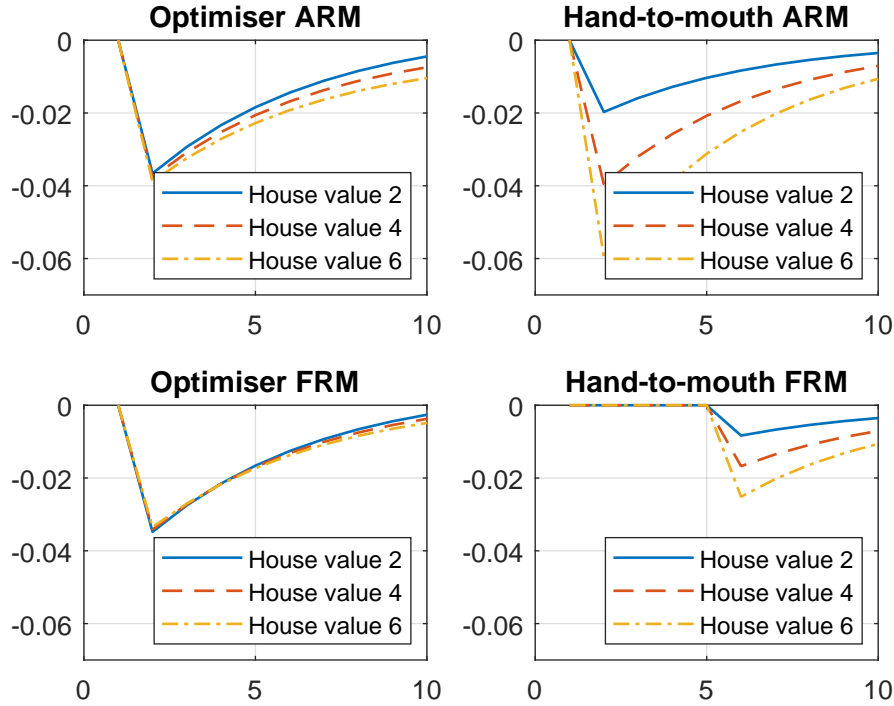 Optimiser ARM
0
-0.02
-0.04
-0.06
House value 2
House value 4
House value 6
0 5 10
Hand-to-mouth ARM
0
-0.02
-0.04
-0.06
House value 2
House value 4
House value 6
0 5 10
Optimiser FRM
0
-0.02
-0.04
-0.06
House value 2
House value 4
House value 6
0 5 10
Hand-to-mouth FRM
0
-0.02
-0.04
-0.06
House value 2
House value 4
House value 6
0 5 10